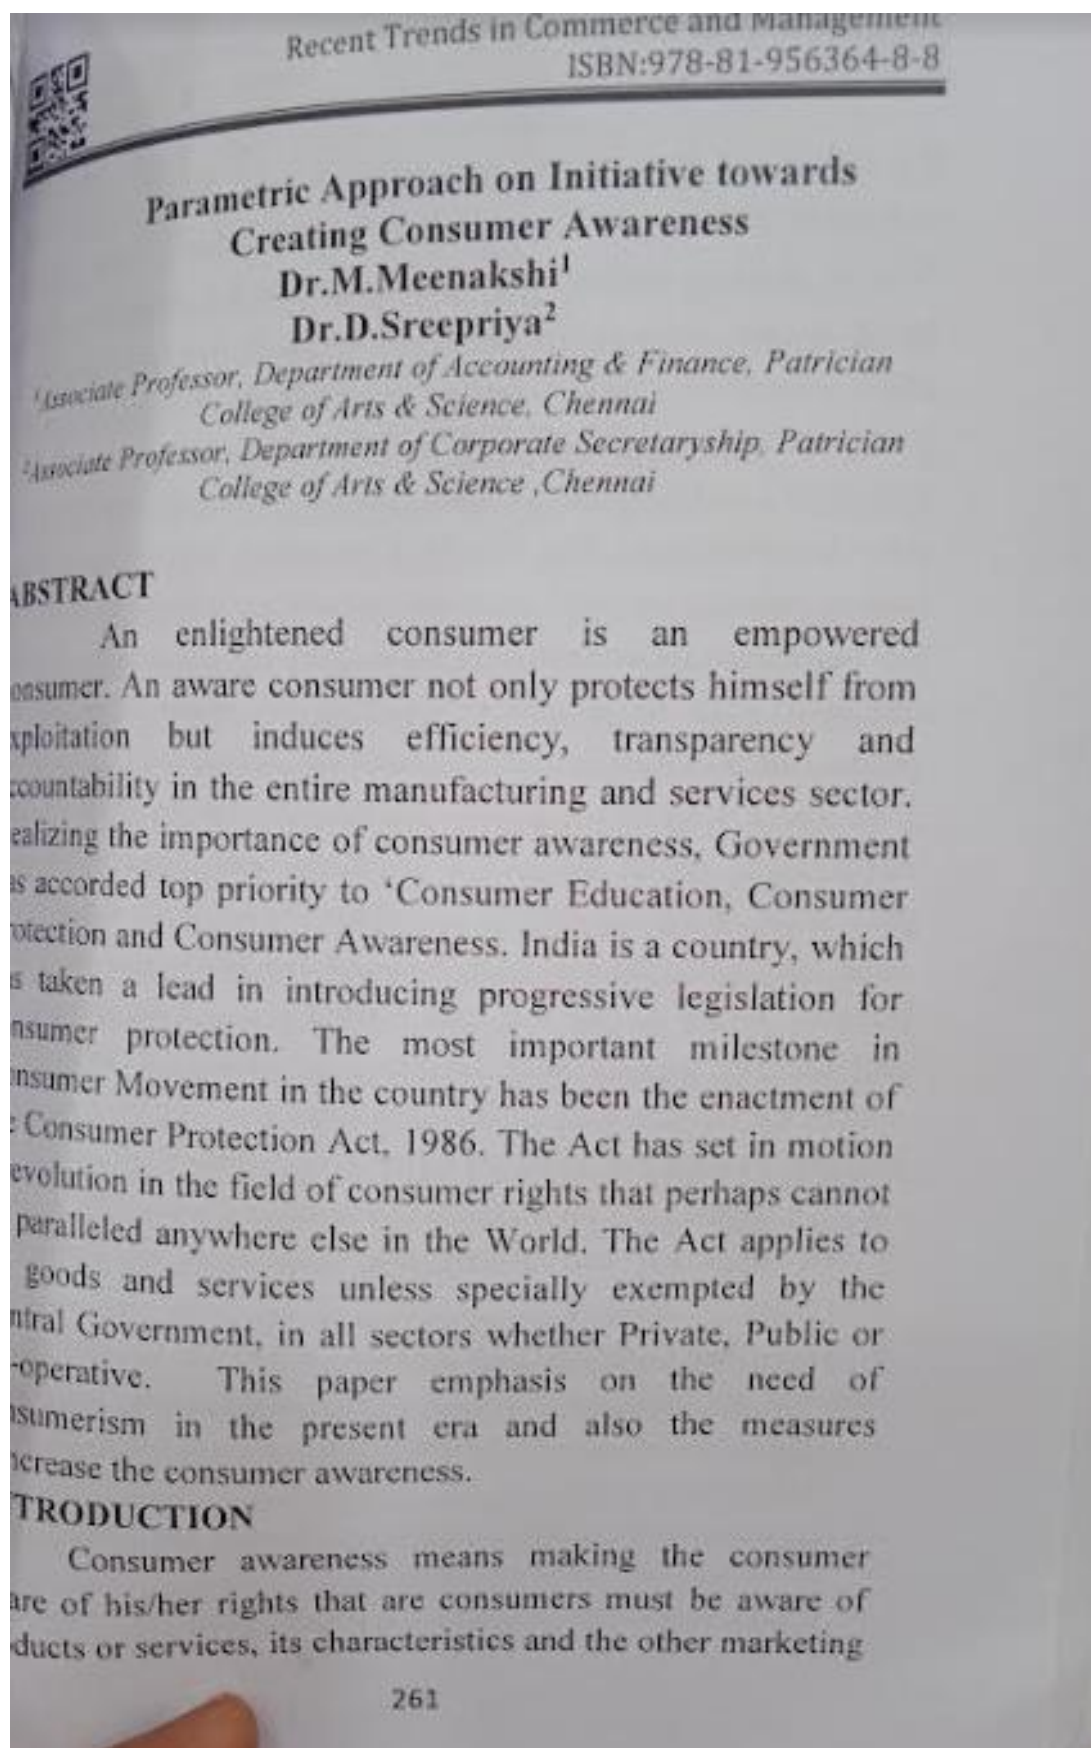 Recent Trends in Commerce and Management
ISBN:978-81-956364-8-8
Parametric Approach on Initiative towards
Creating Consumer Awareness
Dr.M.Meenakshi¹
Dr.D.Sreepriya²
¹Associate Professor, Department of Accounting & Finance, Patrician
College of Arts & Science, Chennai
²Associate Professor, Department of Corporate Secretaryship, Patrician
College of Arts & Science ,Chennai
ABSTRACT
An enlightened consumer is an empowered
onsumer. An aware consumer not only protects himself from
xploitation but induces efficiency, transparency and
ccountability in the entire manufacturing and services sector.
ealizing the importance of consumer awareness, Government
as accorded top priority to ‘Consumer Education, Consumer
otection and Consumer Awareness. India is a country, which
s taken a lead in introducing progressive legislation for
nsumer protection. The most important milestone in
onsumer Movement in the country has been the enactment of
e Consumer Protection Act, 1986. The Act has set in motion
evolution in the field of consumer rights that perhaps cannot
paralleled anywhere else in the World. The Act applies to
goods and services unless specially exempted by the
ntral Government, in all sectors whether Private, Public or
-operative. This paper emphasis on the need of
nsumerism in the present era and also the measures
ncrease the consumer awareness.
TRODUCTION
Consumer awareness means making the consumer
are of his/her rights that are consumers must be aware of
ducts or services, its characteristics and the other marketing
261